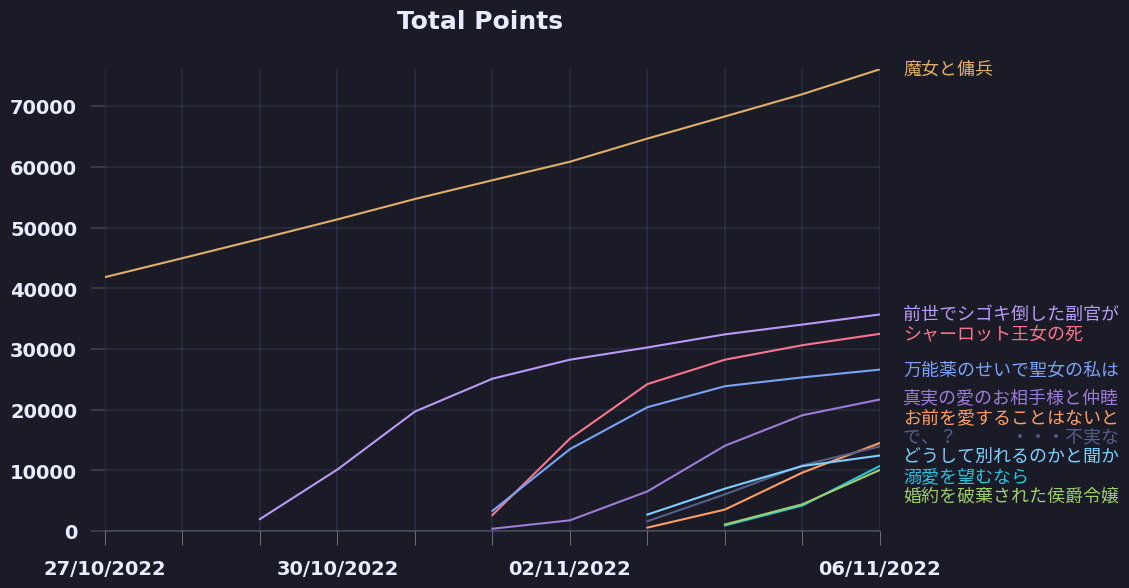 Total Points
魔女と傭兵
70000
60000
50000
40000
前世でシゴキ倒した副官が
シャーロット王女の死
30000
万能薬のせいで聖女の私は
真実の愛のお相手様と仲睦
20000
お前を愛することはないと
で、？　　　・・・不実な
どうして別れるのかと聞か
10000
溺愛を望むなら
婚約を破棄された侯爵令嬢
0
27/10/2022 30/10/2022 02/11/2022 06/11/2022